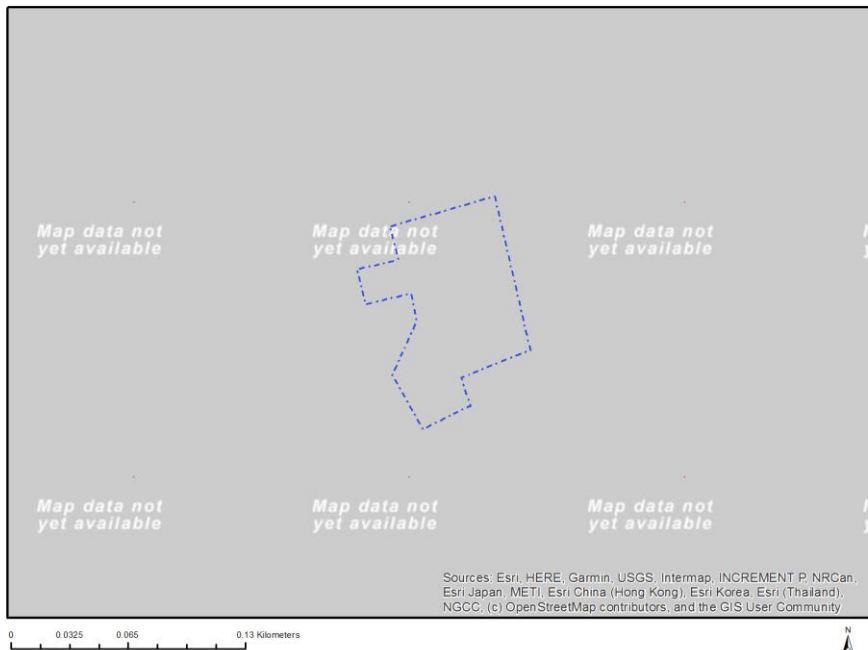 Map data not
yet available
Map data not
yet available
Map data not
yet available
Map data not
yet available
Map data not
yet available
Map data not
yet available
Sources: Esri, HERE, Garmin, USGS, Intermap, INCREMENT P, NRCan,
Esri Japan, METI, Esri China (Hong Kong), Esri Korea, Esri (Thailand),
NGCC, (c) OpenStreetMap contributors, and the GIS User Community
0 0.0325 0.065 0.13 Kilometers
N